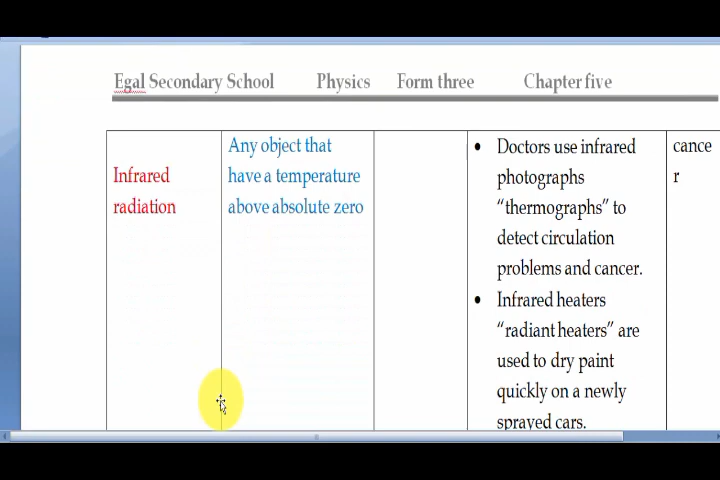 Egal Secondary School Physics Form three Chapter five
Infrared
radiation
Any object that
have a temperature
above absolute zero
• Doctors use infrared
photographs
“thermographs” to
detect circulation
problems and cancer.
• Infrared heaters
“radiant heaters” are
used to dry paint
quickly on a newly
sprayed cars.
cance
r